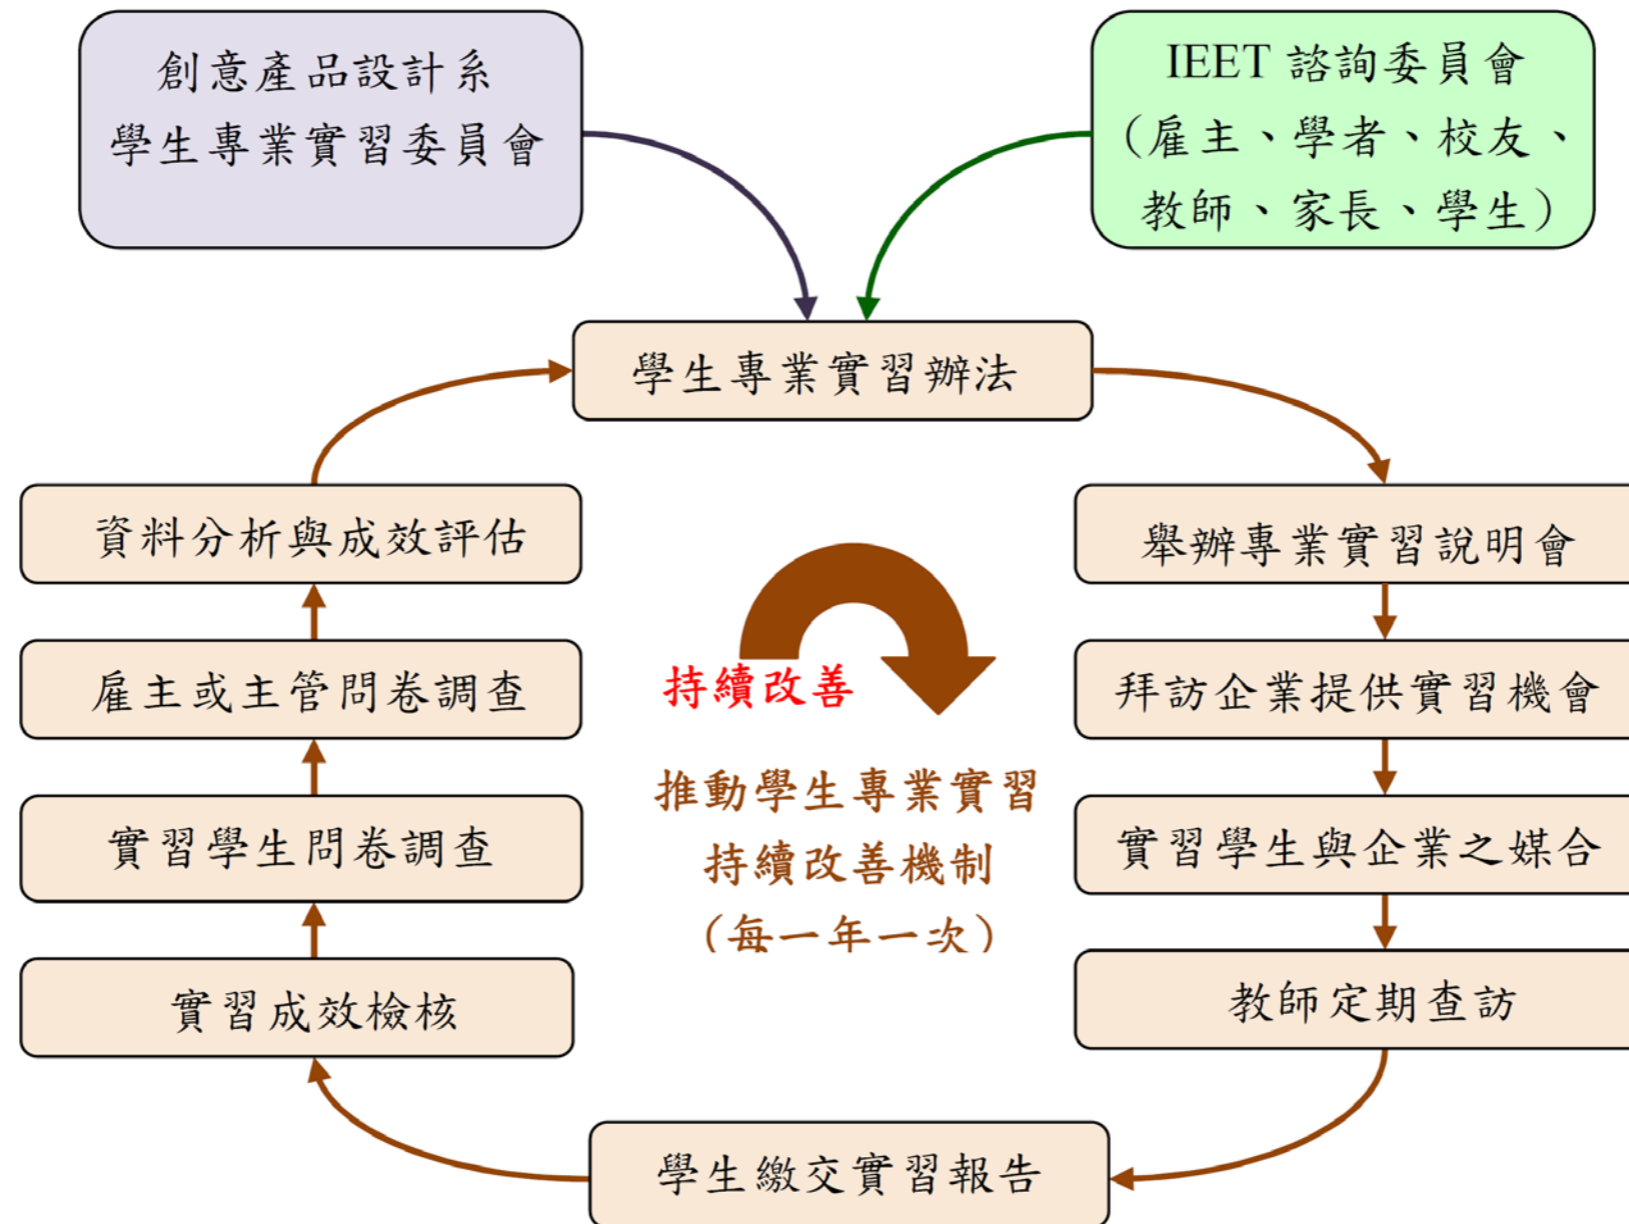 創意產品設計系
學生專業實習委員會
IEET 諮詢委員會
（雇主、學者、校友、
教師、家長、學生）
學生專業實習辦法
舉辦專業實習說明會
拜訪企業提供實習機會
實習學生與企業之媒合
教師定期查訪
學生繳交實習報告
實習成效檢核
實習學生問卷調查
雇主或主管問卷調查
資料分析與成效評估
持續改善
推動學生專業實習
持續改善機制
（每一年一次）